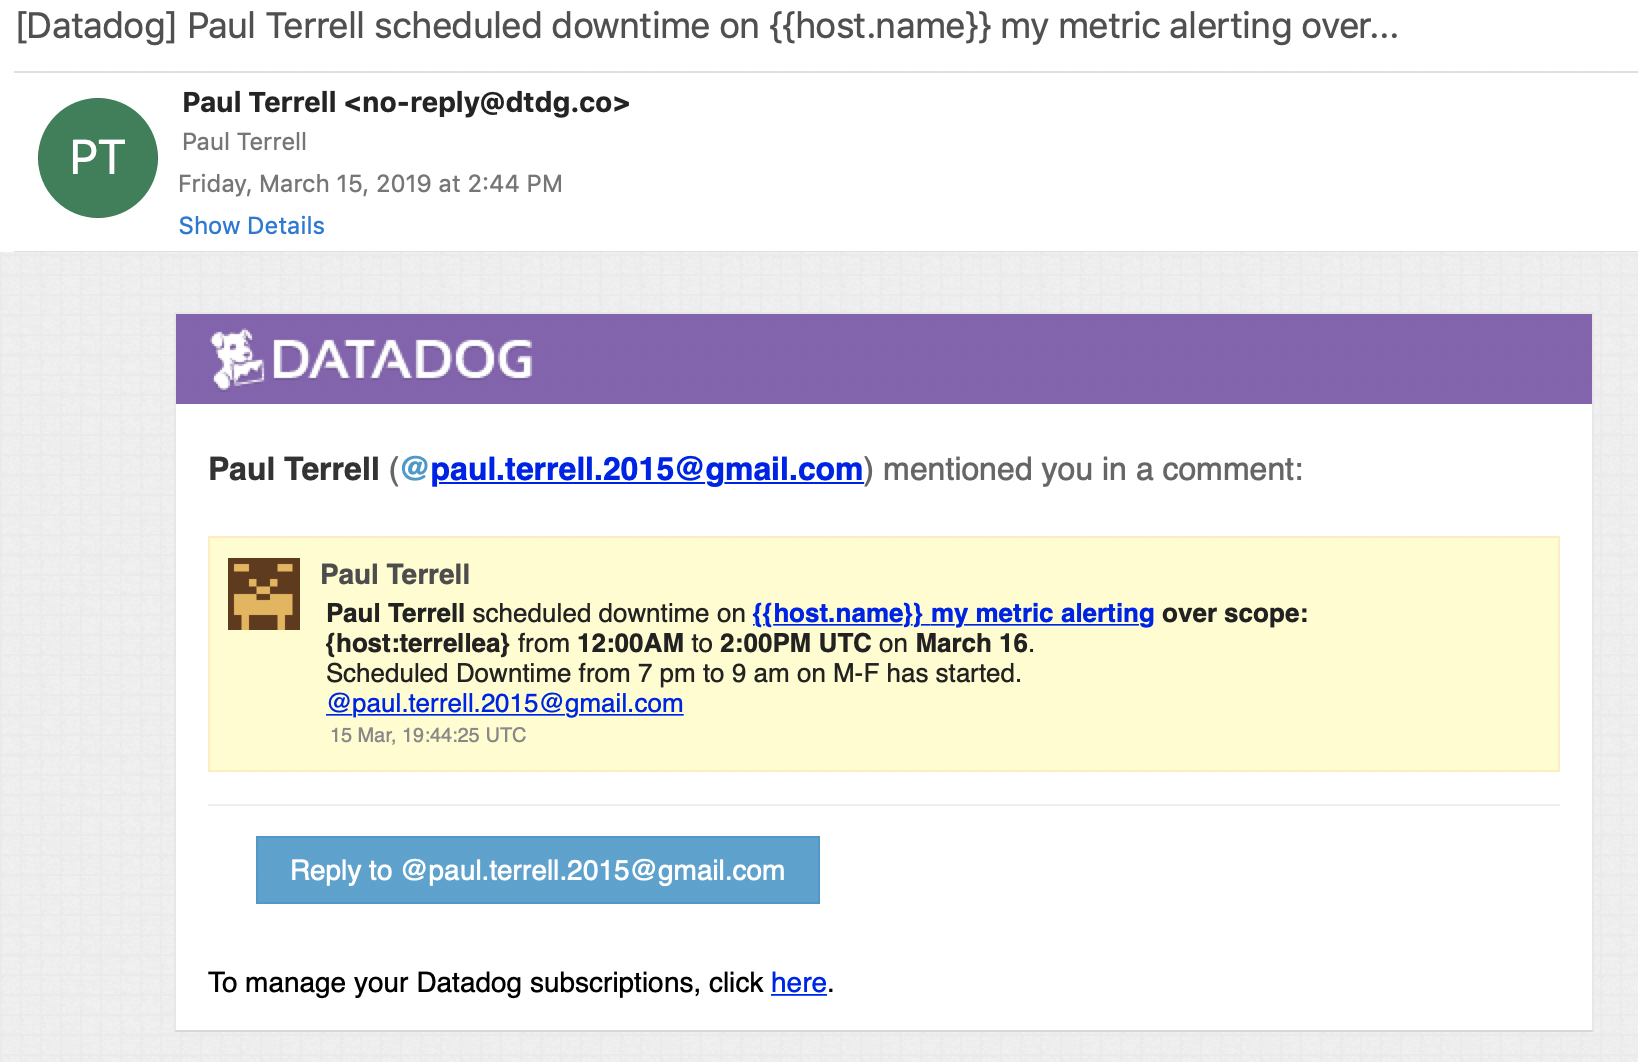 [Datadog] Paul Terrell scheduled downtime on {{host.name}} my metric alerting over...
PT
Paul Terrell <no-reply@dtdg.co>
Paul Terrell
Friday, March 15, 2019 at 2:44 PM
Show Details
DATADOG
Paul Terrell (@paul.terrell.2015@gmail.com) mentioned you in a comment:
Paul Terrell
Paul Terrell scheduled downtime on {{host.name}} my metric alerting over scope:
{host:terrellea} from 12:00AM to 2:00PM UTC on March 16.
Scheduled Downtime from 7 pm to 9 am on M-F has started.
@paul.terrell.2015@gmail.com
15 Mar, 19:44:25 UTC
Reply to @paul.terrell.2015@gmail.com
To manage your Datadog subscriptions, click here.